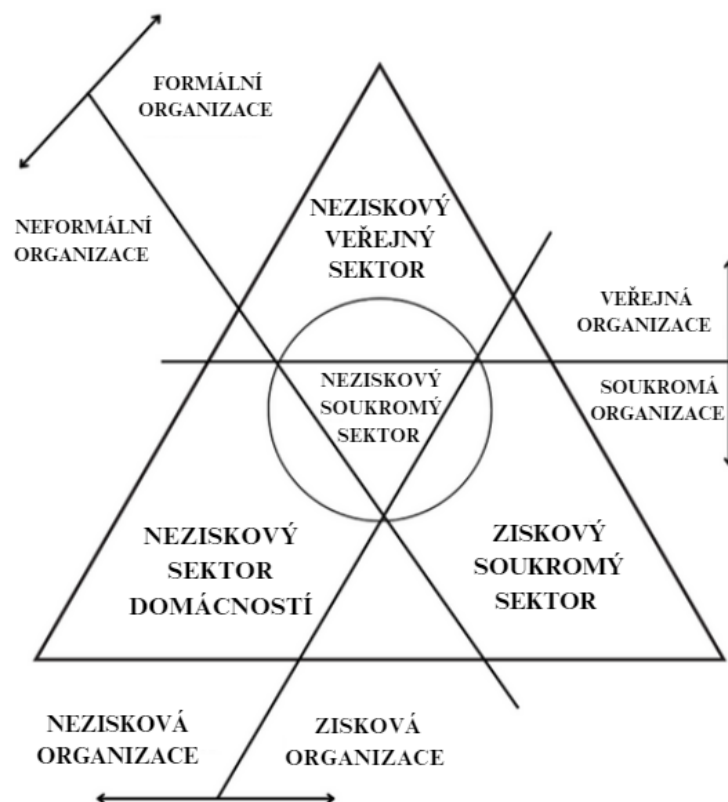 FORMÁLNÍ
ORGANIZACE
NEFORMÁLNÍ
ORGANIZACE
NEZISKOVÝ
VEŘEJNÝ
SEKTOR
VEŘEJNÁ
ORGANIZACE
SOUKROMÁ
ORGANIZACE
NEZISKOVÝ
SOUKROMÝ
SEKTOR
NEZISKOVÝ
SEKTOR
DOMÁCNOSTÍ
ZISKOVÝ
SOUKROMÝ
SEKTOR
NEZISKOVÁ
ORGANIZACE
ZISKOVÁ
ORGANIZACE